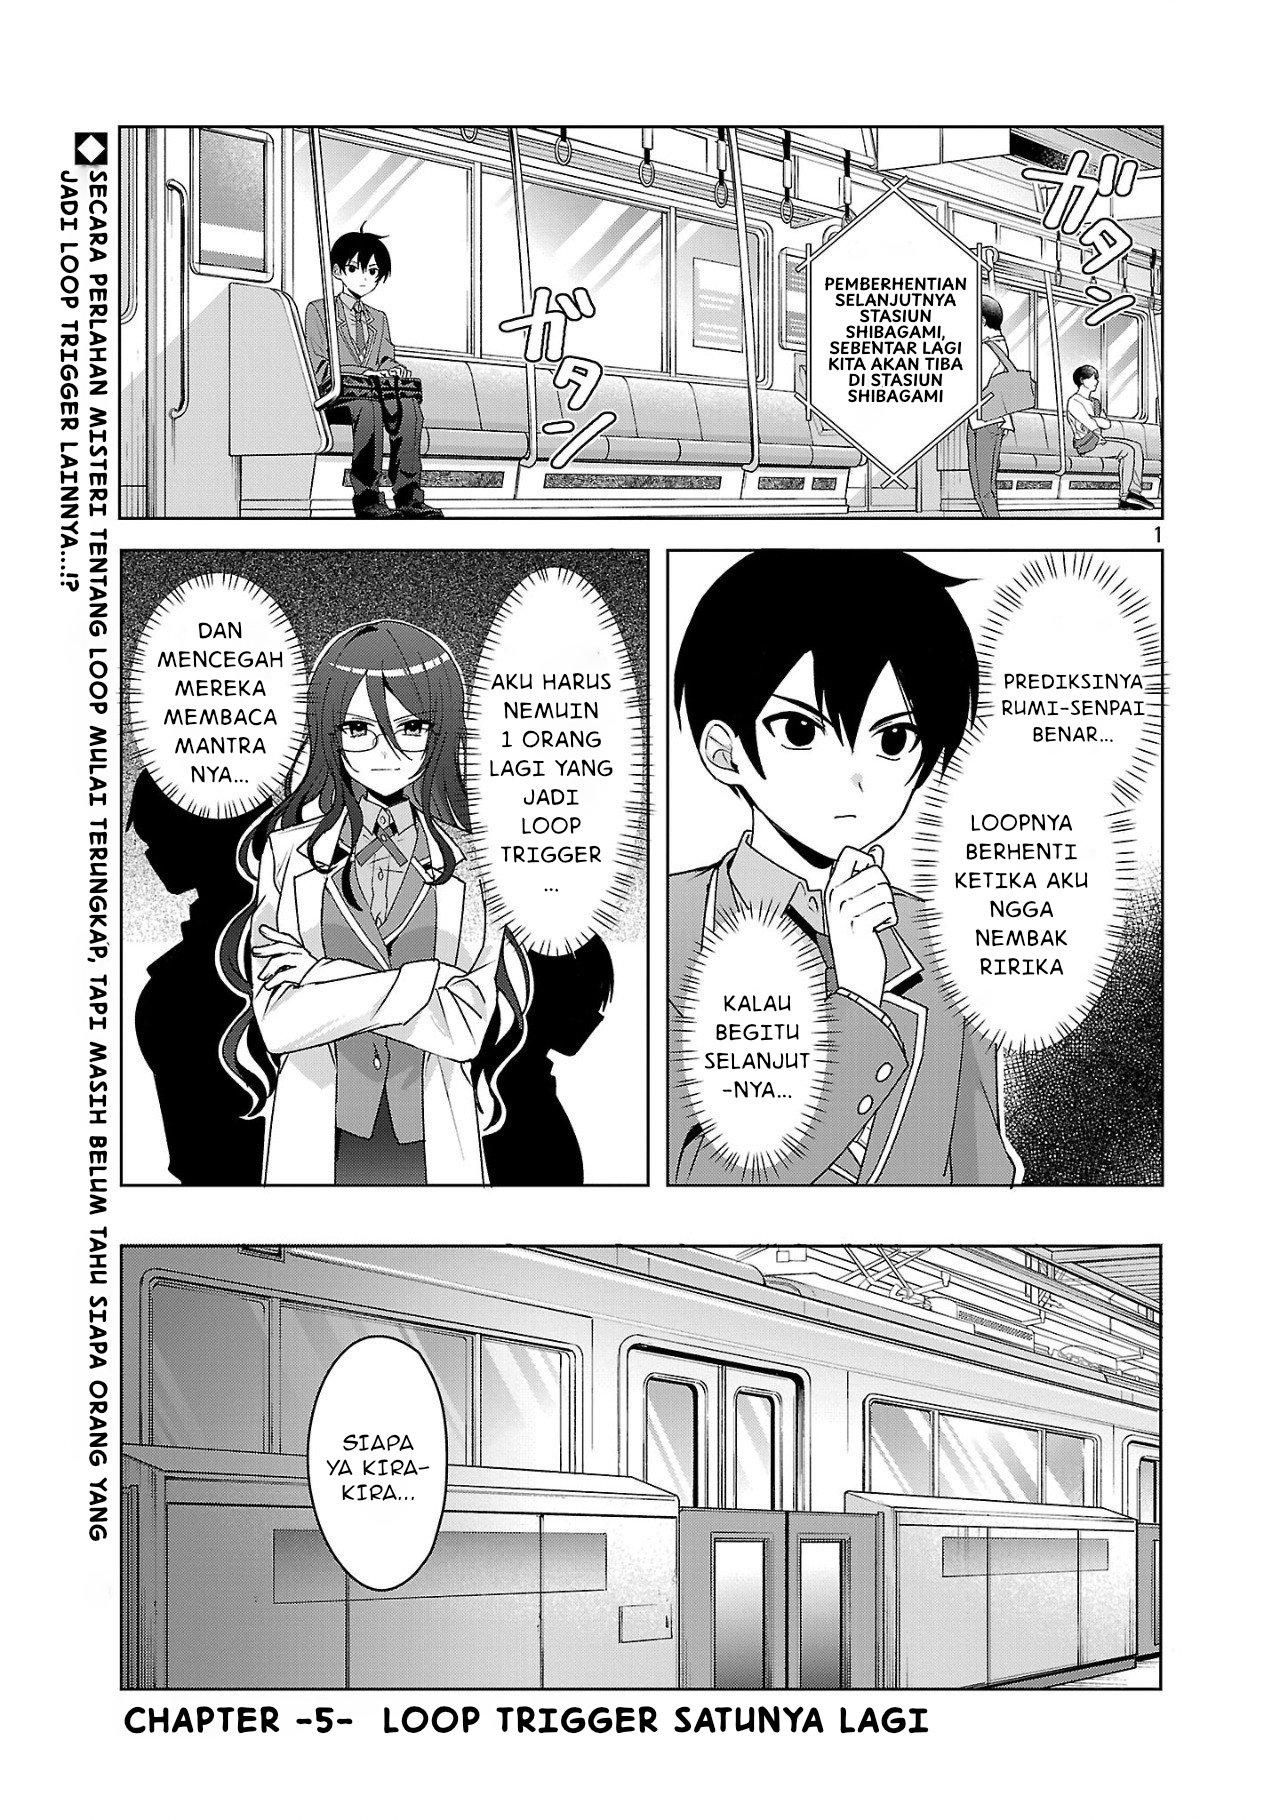 ◆SECARA PERLAHAN MISTERI TENTANG LOOP MULAI TERUNGKAP, TAPI MASIH BELUM TAHU SIAPA ORANG YANG
JADI LOOP TRIGGER LAINNYA...!?
ガタン
PEMBERHENTIAN
SELANJUTNYA
STASIUN
SHIBAGAMI,
SEBENTAR LAGI
KITA AKAN TIBA
DI STASIUN
SHIBAGAMI
ガタン
1
PREDIKSINYA
RUMI-SENPAI
BENAR...
LOOPNYA
BERHENTI
KETIKA AKU
NGGA
NEMBAK
RIRIKA
KALAU
BEGITU
SELANJUT
-NYA...
AKU HARUS
NEMUIN
1 ORANG
LAGI YANG
JADI
LOOP
TRIGGER
...
DAN
MENCEGAH
MEREKA
MEMBACA
MANTRA
NYA...
SIAPA
YA KIRA-
KIRA...
CHAPTER -5- LOOP TRIGGER SATUNYA LAGI